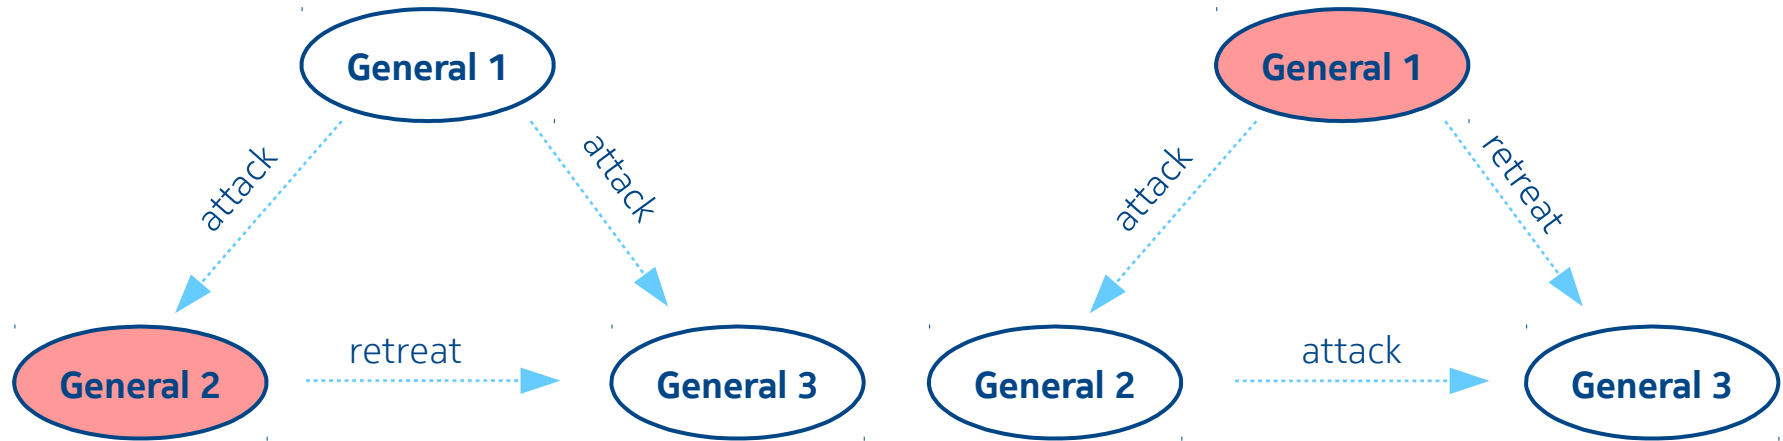 General 1
attack
attack
General 2
retreat
General 3
General 1
attack
retreat
General 2
attack
General 3